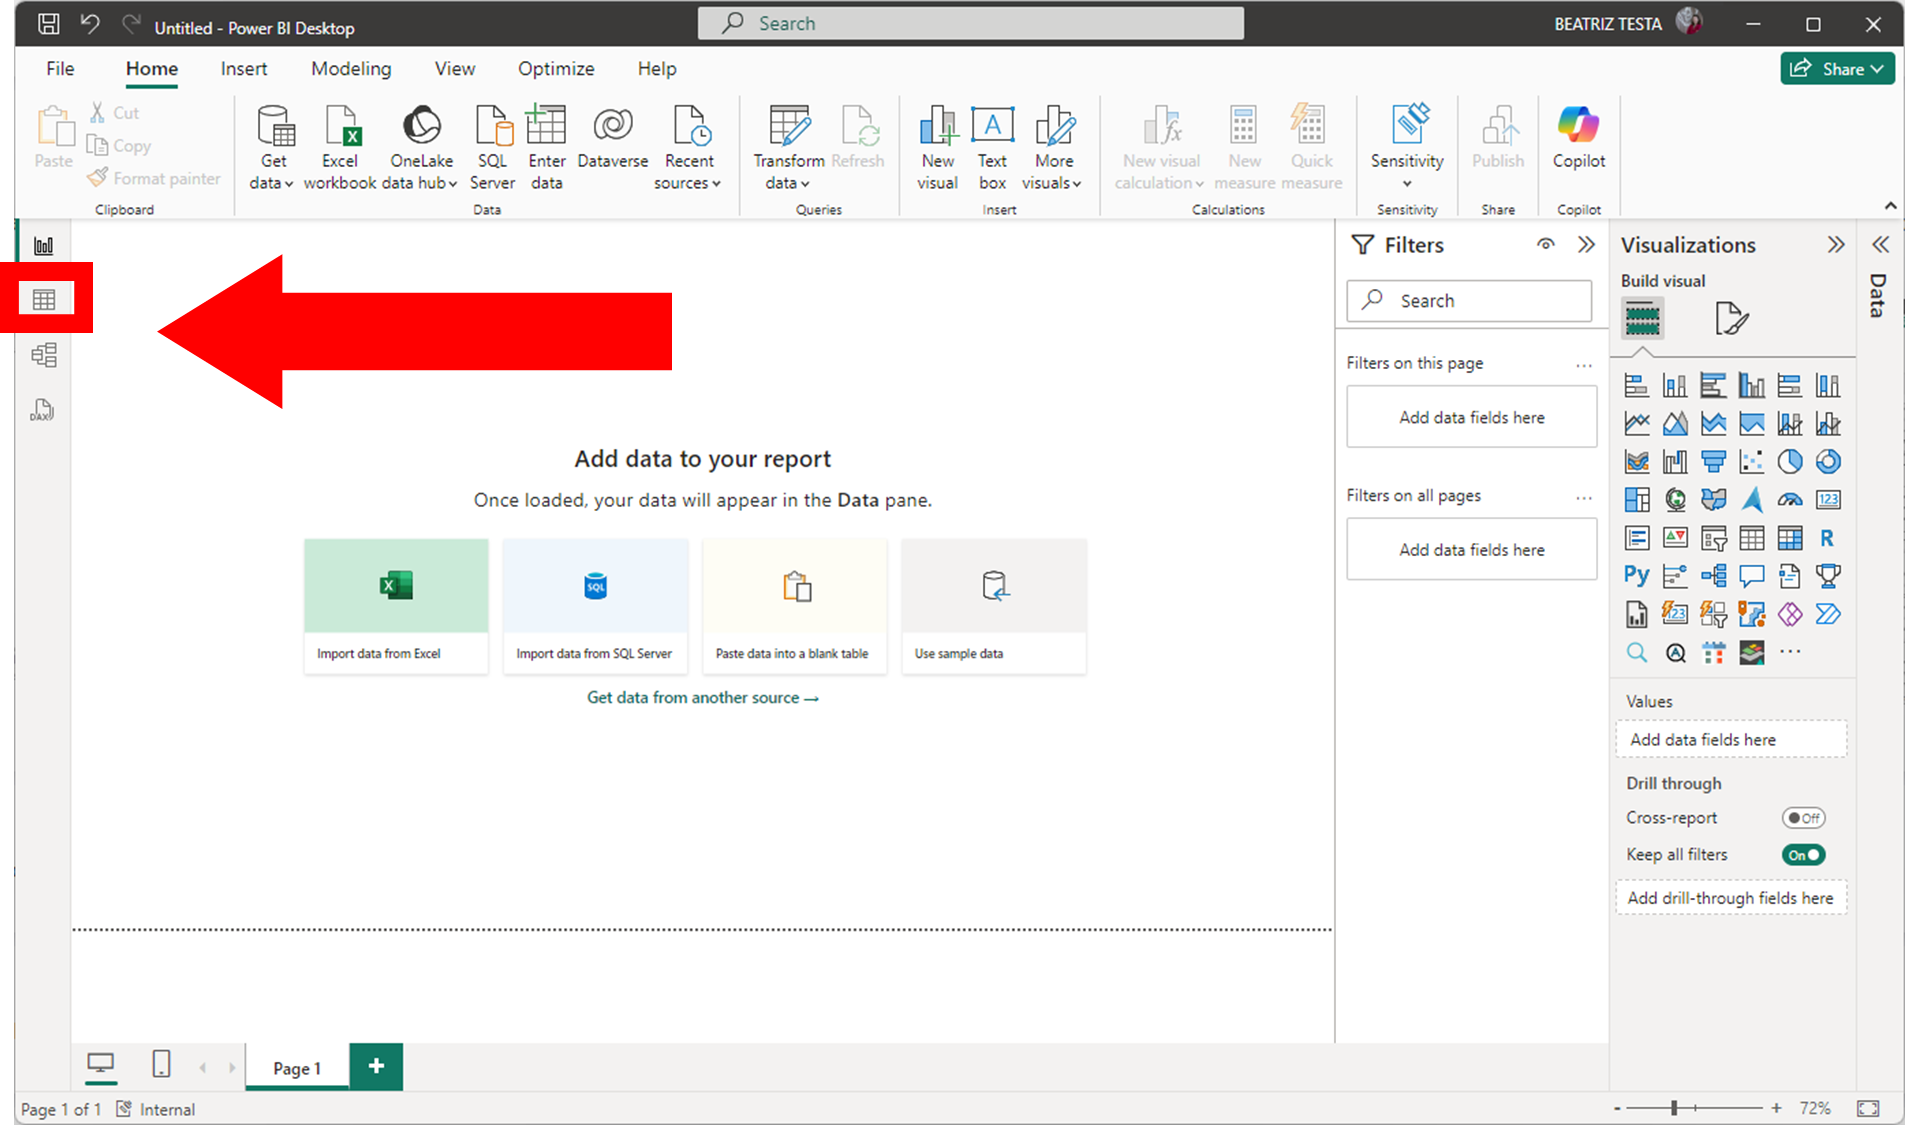 Untitled - Power BI Desktop
Search
BEATRIZ TESTA
File Home Insert Modeling View Optimize Help
Share
Paste
Cut
Copy
Format painter
Clipboard
Get data
Excel workbook
OneLake data hub
SQL Server
Enter data
Dataverse
Recent sources
Data
Transform data
Refresh
Queries
New visual
A
Text box
More visuals
Insert
fx
New visual calculation
New measure
Quick measure
Calculations
Sensitivity
Sensitivity
Publish
Share
Copilot
Copilot
DAX
Add data to your report
Once loaded, your data will appear in the Data pane.
X
Import data from Excel
SQL
Import data from SQL Server
Paste data into a blank table
Use sample data
Get data from another source →
Filters
Search
Filters on this page
...
Add data fields here
Filters on all pages
...
Add data fields here
Visualizations
Build visual
123
R
Py
123
...
Values
Add data fields here
Drill through
Cross-report
Off
Keep all filters
On
Add drill-through fields here
Data
Page 1
+
Page 1 of 1
Internal
- + 72%